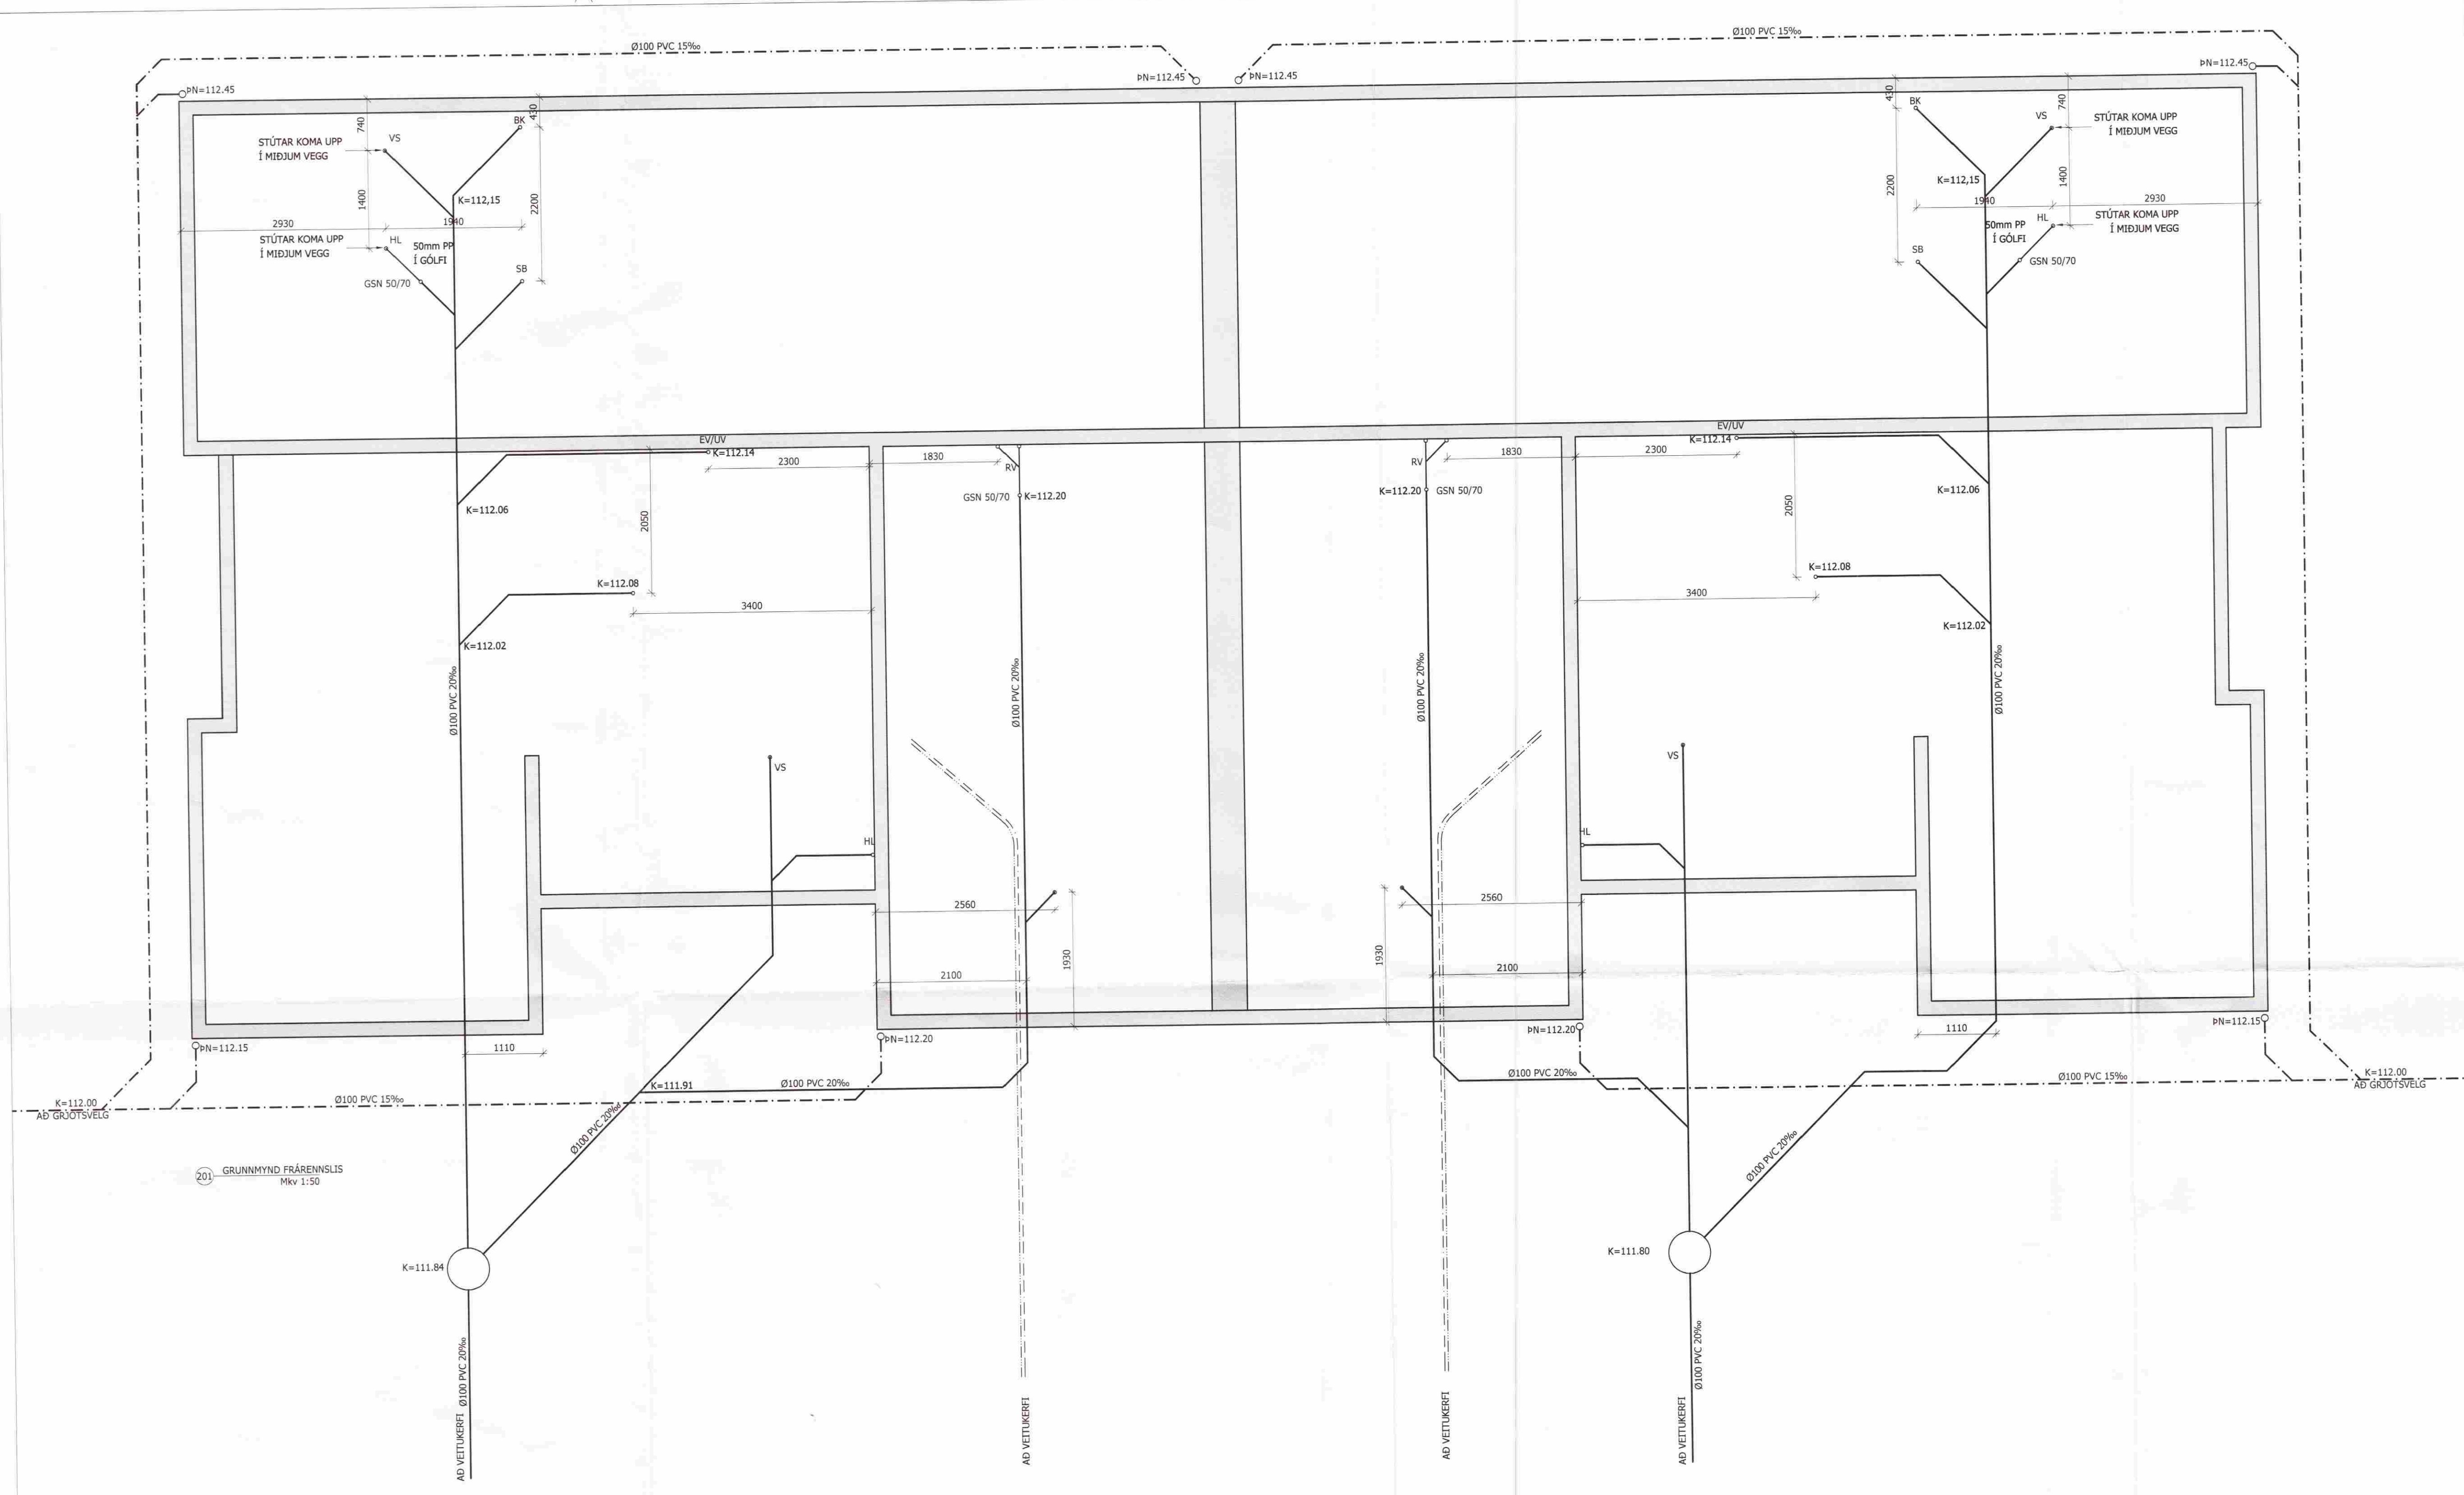 Ø100 PVC 15‰
Ø100 PVC 15‰
ÞN=112.45
ÞN=112.45
ÞN=112.45
ÞN=112.45
740
430
BK
VS
STÚTAR KOMA UPP
Í MIÐJUM VEGG
1400
K=112,15
2200
2930
1940
STÚTAR KOMA UPP
Í MIÐJUM VEGG
HL
50mm PP
Í GÓLFI
SB
GSN 50/70
430
BK
740
VS
STÚTAR KOMA UPP
Í MIÐJUM VEGG
2200
K=112,15
1400
1940
2930
HL
STÚTAR KOMA UPP
Í MIÐJUM VEGG
50mm PP
Í GÓLFI
SB
GSN 50/70
EV/UV
K=112.14
2300
1830
RV
GSN 50/70
K=112.20
K=112.06
2050
K=112.08
3400
K=112.02
Ø100 PVC 20‰
Ø100 PVC 20‰
RV
K=112.20
GSN 50/70
1830
2300
EV/UV
K=112.14
K=112.06
2050
K=112.08
3400
K=112.02
Ø100 PVC 20‰
Ø100 PVC 20‰
VS
HL
2560
2100
1930
VS
HL
2560
2100
1930
ÞN=112.15
1110
ÞN=112.20
ÞN=112.20
1110
ÞN=112.15
K=112.00
AÐ GRJÓTSVELG
Ø100 PVC 15‰
K=111.91
Ø100 PVC 20‰
Ø100 PVC 20‰
Ø100 PVC 20‰
Ø100 PVC 15‰
K=112.00
AÐ GRJÓTSVELG
Ø100 PVC 20‰
201
GRUNNMYND FRÁRENNSLIS
Mkv 1:50
K=111.84
K=111.80
AÐ VEITUKERFI
Ø100 PVC 20‰
AÐ VEITUKERFI
AÐ VEITUKERFI
AÐ VEITUKERFI
Ø100 PVC 20‰